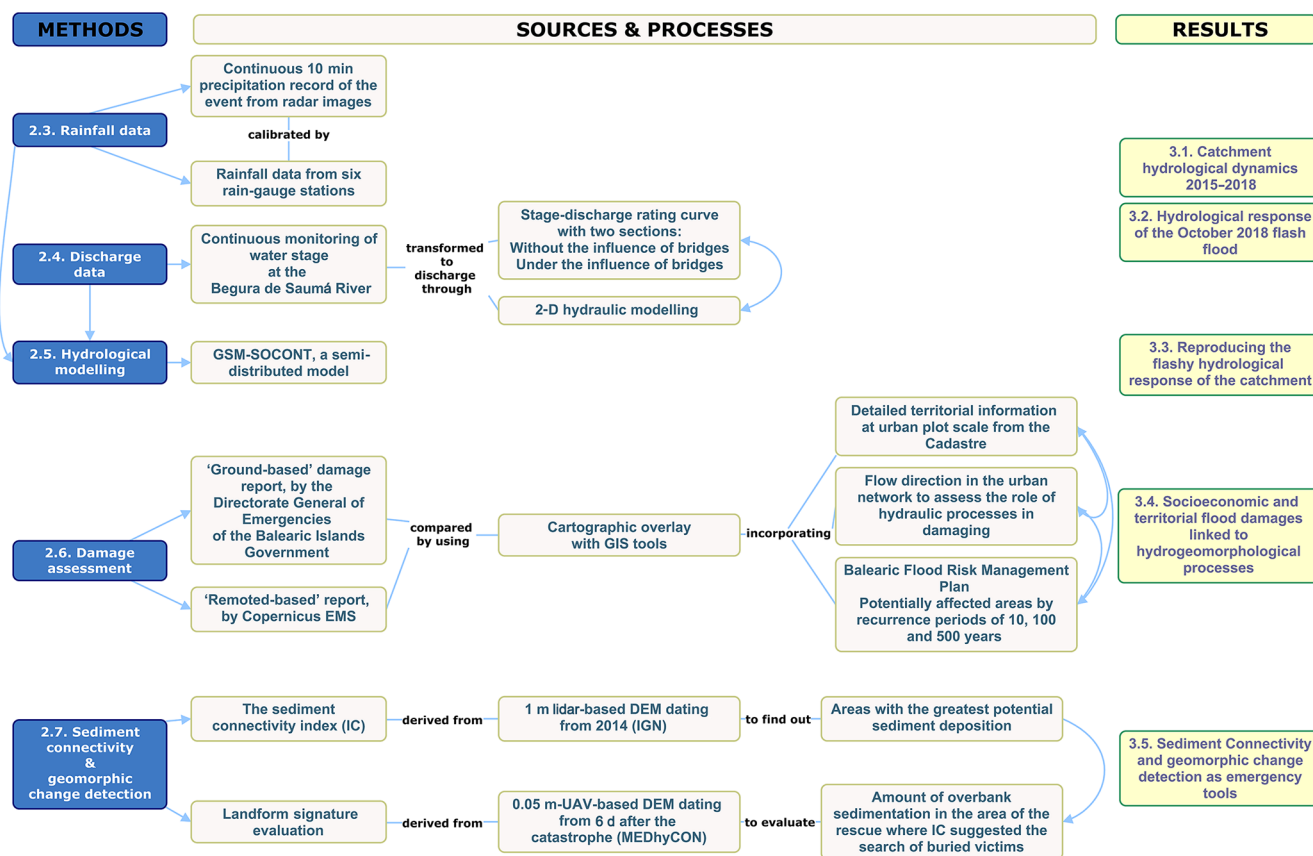 METHODS
SOURCES & PROCESSES
RESULTS
2.3. Rainfall data
Continuous 10 min
precipitation record of the
event from radar images
calibrated by
Rainfall data from six
rain-gauge stations
3.1. Catchment
hydrological dynamics
2015–2018
3.2. Hydrological response
of the October 2018 flash
flood
2.4. Discharge
data
Continuous monitoring of
water stage
at the
Begura de Saumá River
transformed
to
discharge
through
Stage-discharge rating curve
with two sections:
Without the influence of bridges
Under the influence of bridges
2-D hydraulic modelling
2.5. Hydrological
modelling
GSM-SOCONT, a semi-
distributed model
3.3. Reproducing the
flashy hydrological
response of the catchment
2.6. Damage
assessment
‘Ground-based’ damage
report, by the
Directorate General of
Emergencies
of the Balearic Islands
Government
‘Remoted-based’ report,
by Copernicus EMS
compared
by using
Cartographic overlay
with GIS tools
incorporating
Detailed territorial information
at urban plot scale from the
Cadastre
Flow direction in the urban
network to assess the role of
hydraulic processes in
damaging
Balearic Flood Risk Management
Plan
Potentially affected areas by
recurrence periods of 10, 100
and 500 years
3.4. Socioeconomic and
territorial flood damages
linked to
hydrogeomorphological
processes
2.7. Sediment
connectivity
&
geomorphic
change detection
The sediment
connectivity index (IC)
derived from
1 m lidar-based DEM dating
from 2014 (IGN)
to find out
Areas with the greatest potential
sediment deposition
Landform signature
evaluation
derived from
0.05 m-UAV-based DEM dating
from 6 d after the
catastrophe (MEDhyCON)
to evaluate
Amount of overbank
sedimentation in the area of the
rescue where IC suggested the
search of buried victims
3.5. Sediment Connectivity
and geomorphic change
detection as emergency
tools